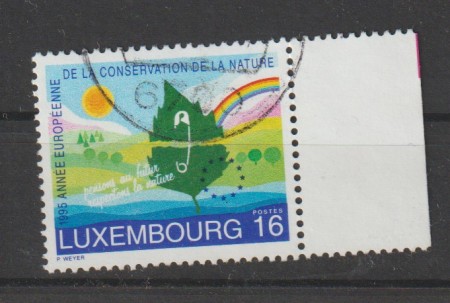 1995 ANNÉE EUROPÉENNE
DE LA CONSERVATION DE LA NATURE
pensons au futur
respectons la nature
POSTES
LUXEMBOURG 16
P. WEYER